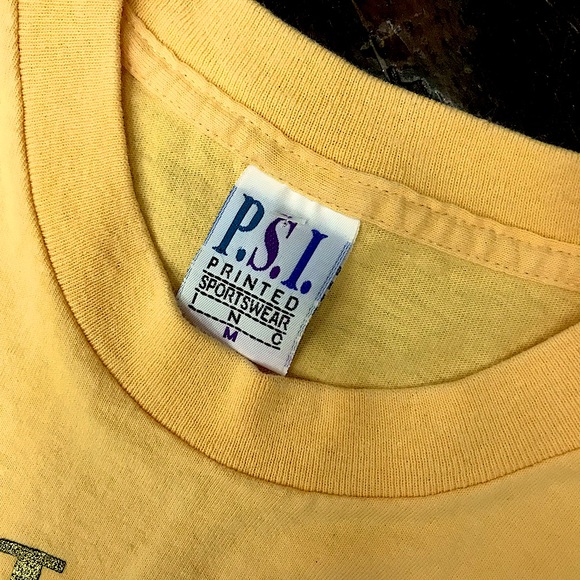 P.S.I.
PRINTED
SPORTSWEAR
I N C
M